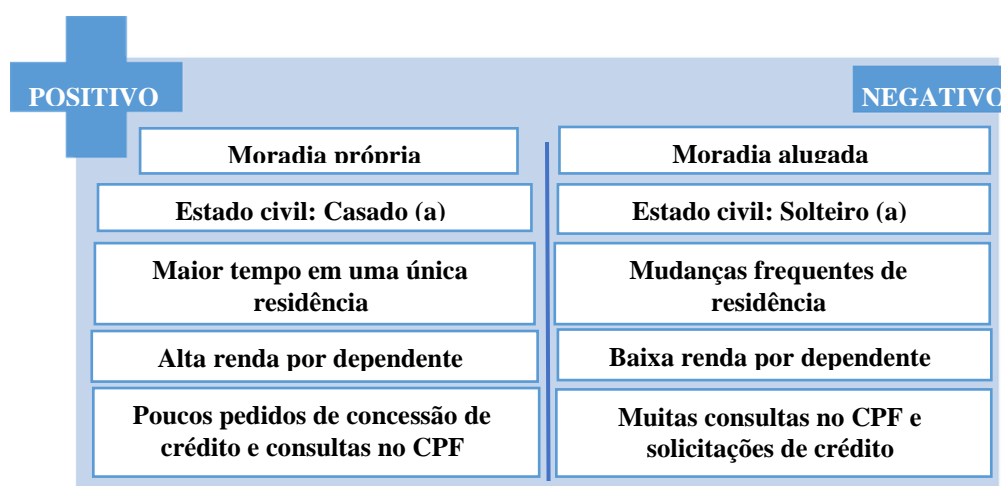 POSITIVO
NEGATIVO
Moradia própria
Moradia alugada
Estado civil: Casado (a)
Estado civil: Solteiro (a)
Maior tempo em uma única
residência
Mudanças frequentes de
residência
Alta renda por dependente
Baixa renda por dependente
Poucos pedidos de concessão de
crédito e consultas no CPF
Muitas consultas no CPF e
solicitações de crédito